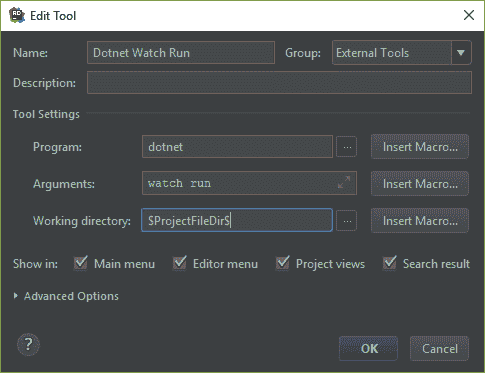 RD Edit Tool
Name: Dotnet Watch Run Group: External Tools
Description:
Tool Settings
Program: dotnet ... Insert Macro...
Arguments: watch run Insert Macro...
Working directory: $ProjectFileDir$ ... Insert Macro...
Show in: Main menu Editor menu Project views Search result
Advanced Options
? OK Cancel